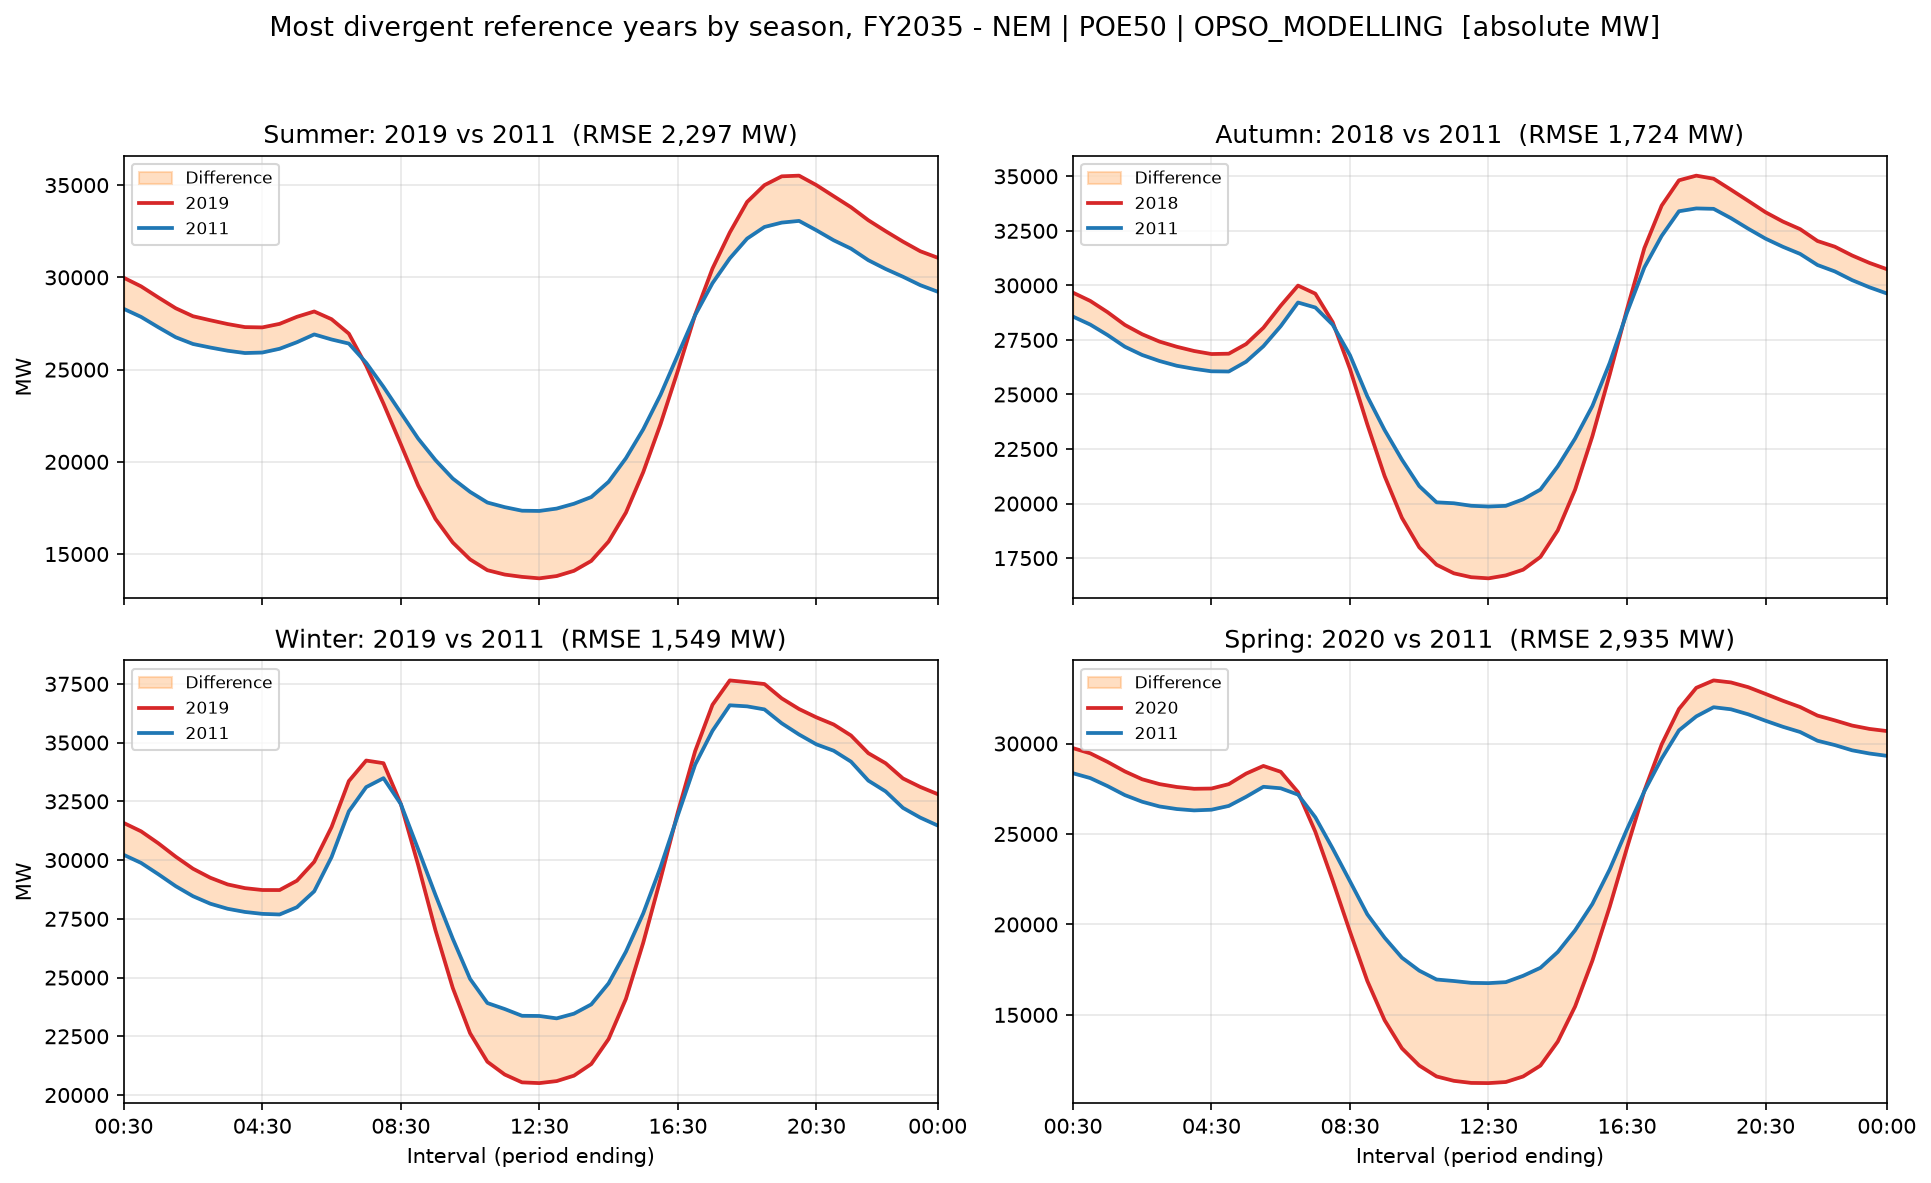 Most divergent reference years by season, FY2035 - NEM | POE50 | OPSO_MODELLING  [absolute MW]
Summer: 2019 vs 2011  (RMSE 2,297 MW)
Difference
2019
2011
35000
30000
25000
20000
15000
MW
Autumn: 2018 vs 2011  (RMSE 1,724 MW)
Difference
2018
2011
35000
32500
30000
27500
25000
22500
20000
17500
Winter: 2019 vs 2011  (RMSE 1,549 MW)
Difference
2019
2011
37500
35000
32500
30000
27500
25000
22500
20000
MW
00:30 04:30 08:30 12:30 16:30 20:30 00:00
Interval (period ending)
Spring: 2020 vs 2011  (RMSE 2,935 MW)
Difference
2020
2011
30000
25000
20000
15000
00:30 04:30 08:30 12:30 16:30 20:30 00:00
Interval (period ending)